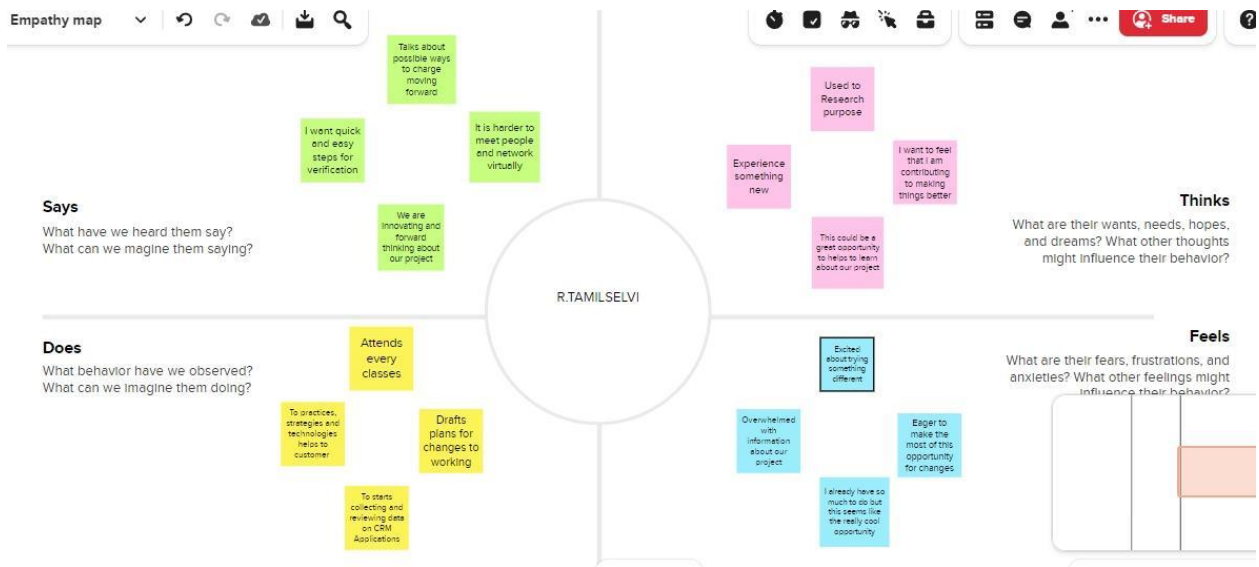 Empathy map
Share
Talks about
possible ways
to charge
moving
forward
I want quick
and easy
steps for
verification
It is harder to
meet people
and network
virtually
We are
innovating and
forward
thinking about
our project
Says
What have we heard them say?
What can we magine them saying?
Used to
Research
purpose
Experience
something
new
I want to feel
that I am
contributing
to making
things better
This could be a
great opportunity
to helps to learn
about our project
Thinks
What are their wants, needs, hopes,
and dreams? What other thoughts
might influence their behavior?
R.TAMILSELVI
Does
What behavior have we observed?
What can we imagine them doing?
Attends
every
classes
To practices,
strategies and
technologies
helps to
customer
Drafts
plans for
changes to
working
To starts
collecting and
reviewing data
on CRM
Applications
Feels
What are their fears, frustrations, and
anxieties? What other feelings might
influence their behavior?
Excited
about trying
something
different
Overwhelmed
with
information
about our
project
Eager to
make the
most of this
opportunity
for changes
I already have so
much to do but
this seems like
the really cool
opportunity